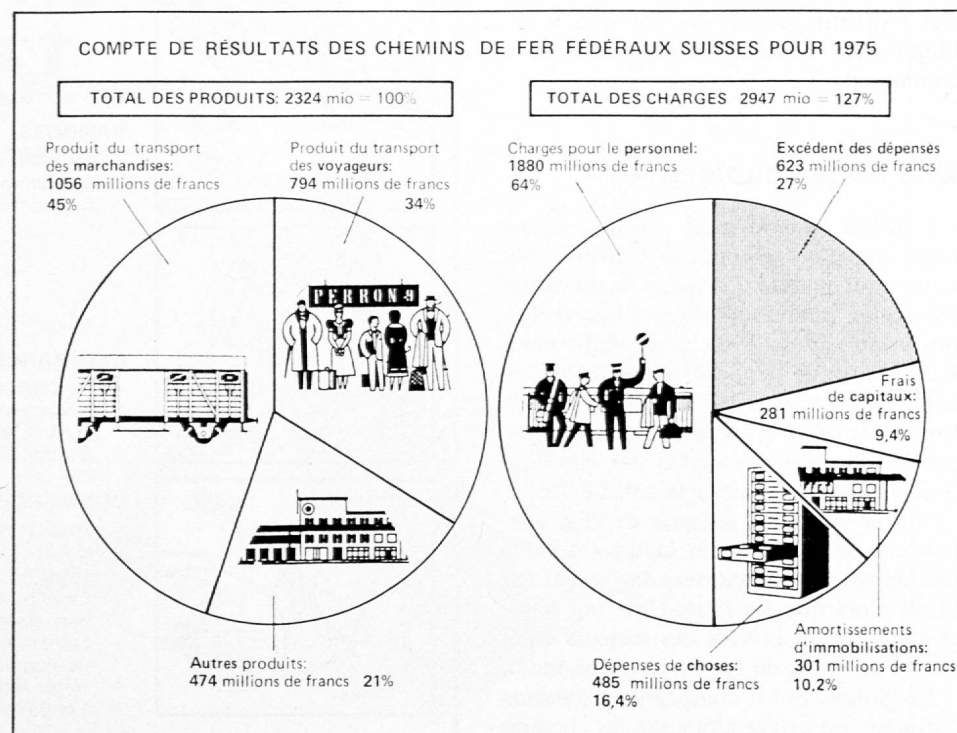 COMPTE DE RÉSULTATS DES CHEMINS DE FER FÉDÉRAUX SUISSES POUR 1975
TOTAL DES PRODUITS: 2324 mio = 100%
TOTAL DES CHARGES 2947 mio = 127%
Produit du transport
des marchandises:
1056 millions de francs
45%
Produit du transport
des voyageurs:
794 millions de francs
34%
Charges pour le personnel:
1880 millions de francs
64%
Excédent des dépenses
623 millions de francs
27%
PERRON 9
Frais
de capitaux:
281 millions de francs
9,4%
Autres produits:
474 millions de francs 21%
Dépenses de choses:
485 millions de francs
16,4%
Amortissements
d'immobilisations:
301 millions de francs
10,2%